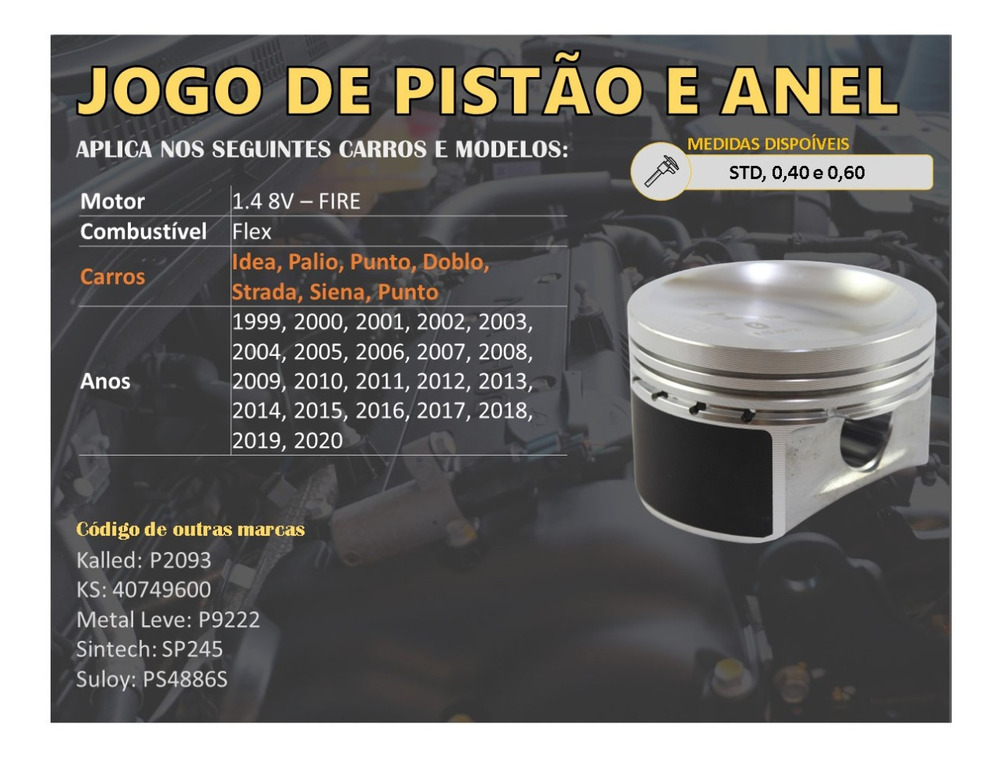 JOGO DE PISTÃO E ANEL
APLICA NOS SEGUINTES CARROS E MODELOS:
MEDIDAS DISPOÍVEIS
STD, 0,40 e 0,60
Motor 1.4 8V – FIRE
Combustível Flex
Carros Idea, Palio, Punto, Doblo,
Strada, Siena, Punto
Anos 1999, 2000, 2001, 2002, 2003,
2004, 2005, 2006, 2007, 2008,
2009, 2010, 2011, 2012, 2013,
2014, 2015, 2016, 2017, 2018,
2019, 2020
Código de outras marcas
Kalled: P2093
KS: 40749600
Metal Leve: P9222
Sintech: SP245
Suloy: PS4886S